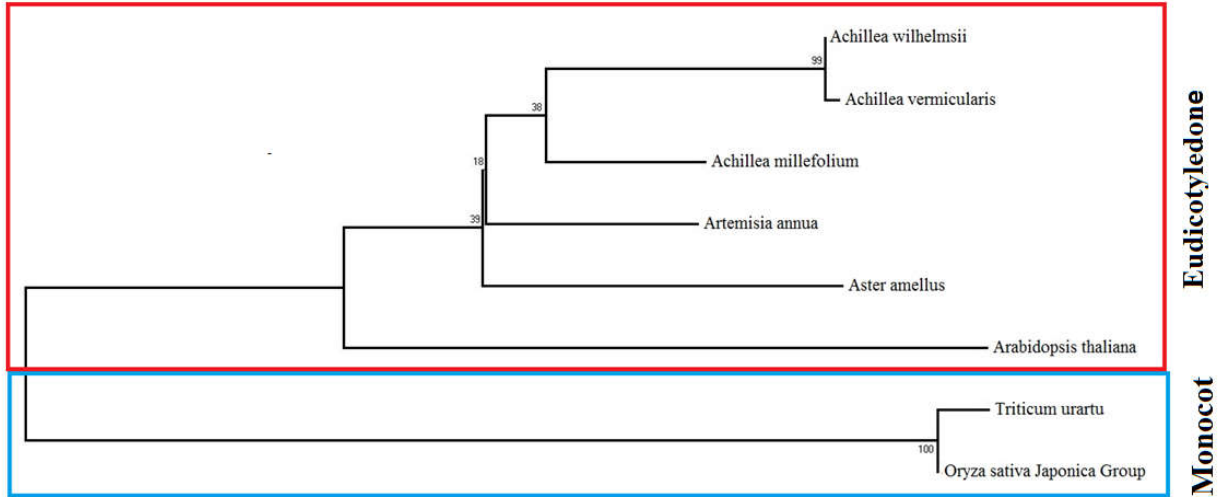 Achillea wilhelmsii
99
Achillea vermicularis
38
Achillea millefolium
18
Artemisia annua
39
Aster amellus
Arabidopsis thaliana
Eudicotyledone
Triticum urartu
100
Oryza sativa Japonica Group
Monocot